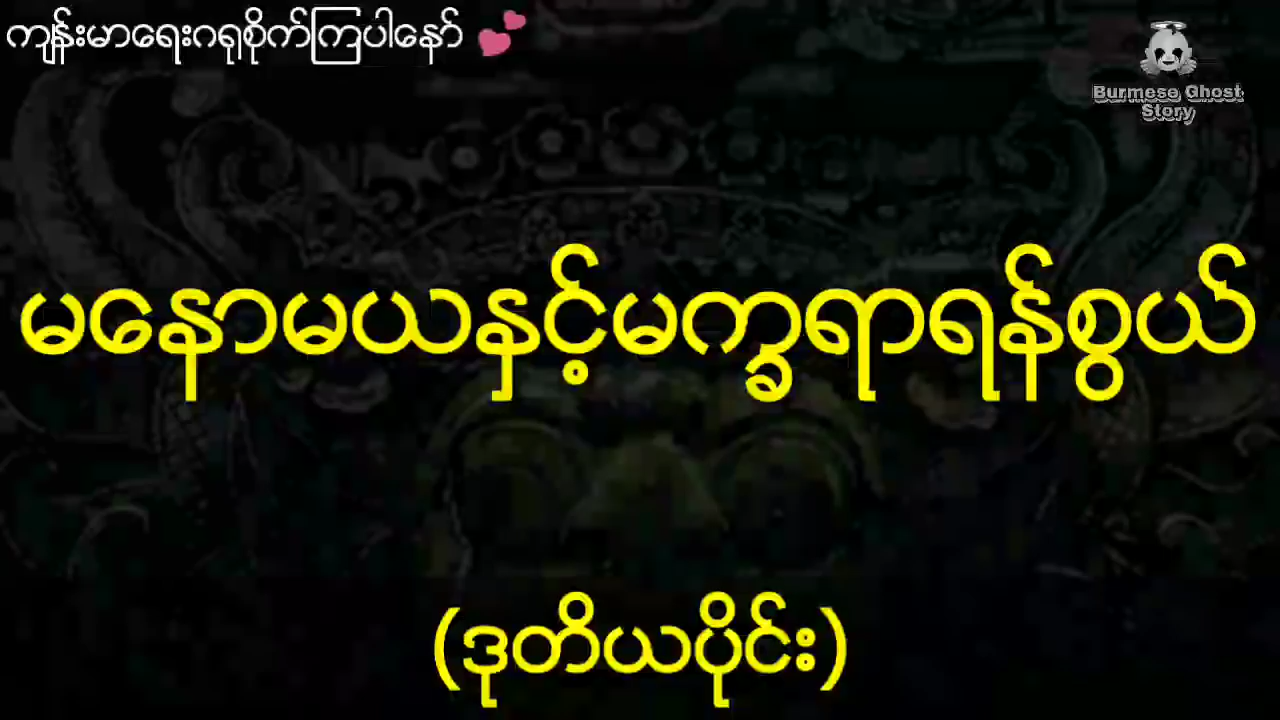 ကျန်းမာရေးဂရုစိုက်ကြပါနော် 💕
Burmese Ghost
Story
မနောမယနှင့်မက္ခရာရန်စွယ်
(ဒုတိယပိုင်း)